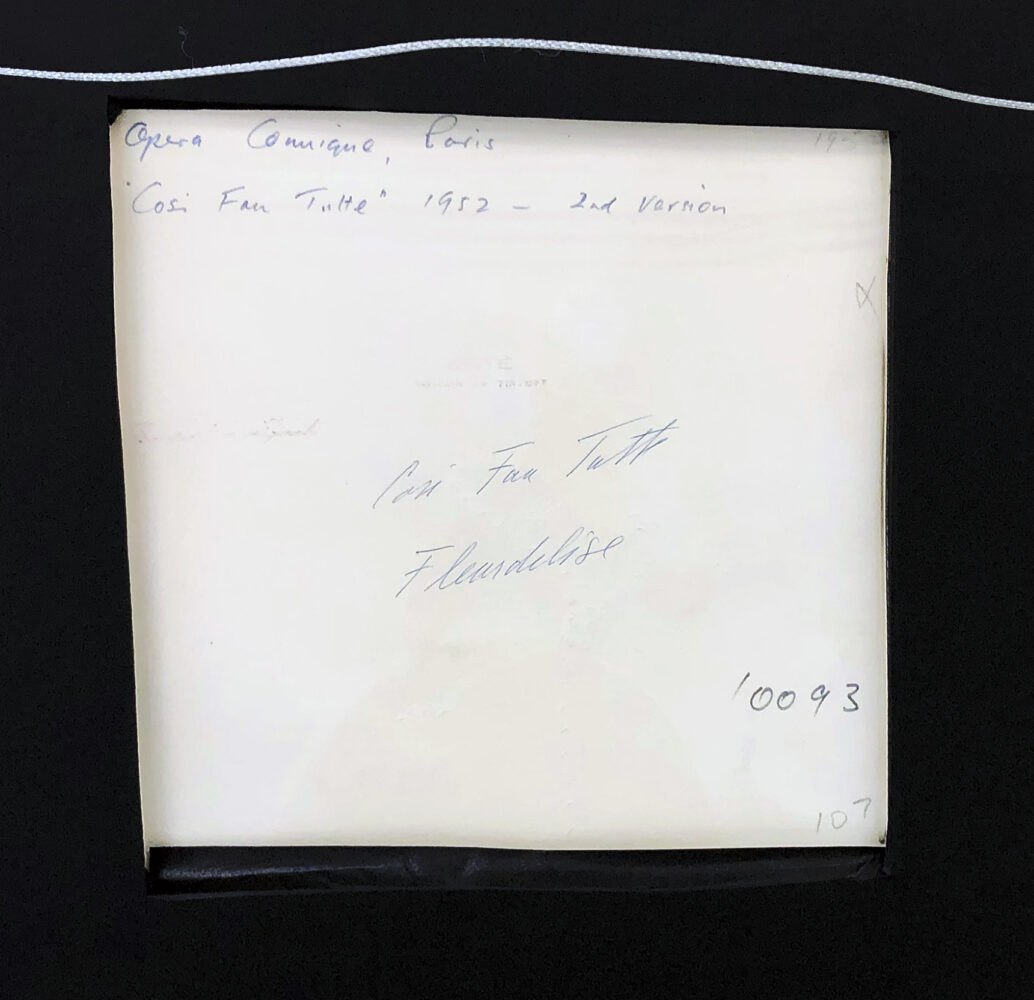 Opera Comique, Paris
"Cosi Fan Tutte" 1952 - 2nd version
Cosi Fan Tutte
Fleurdelise
10093
107